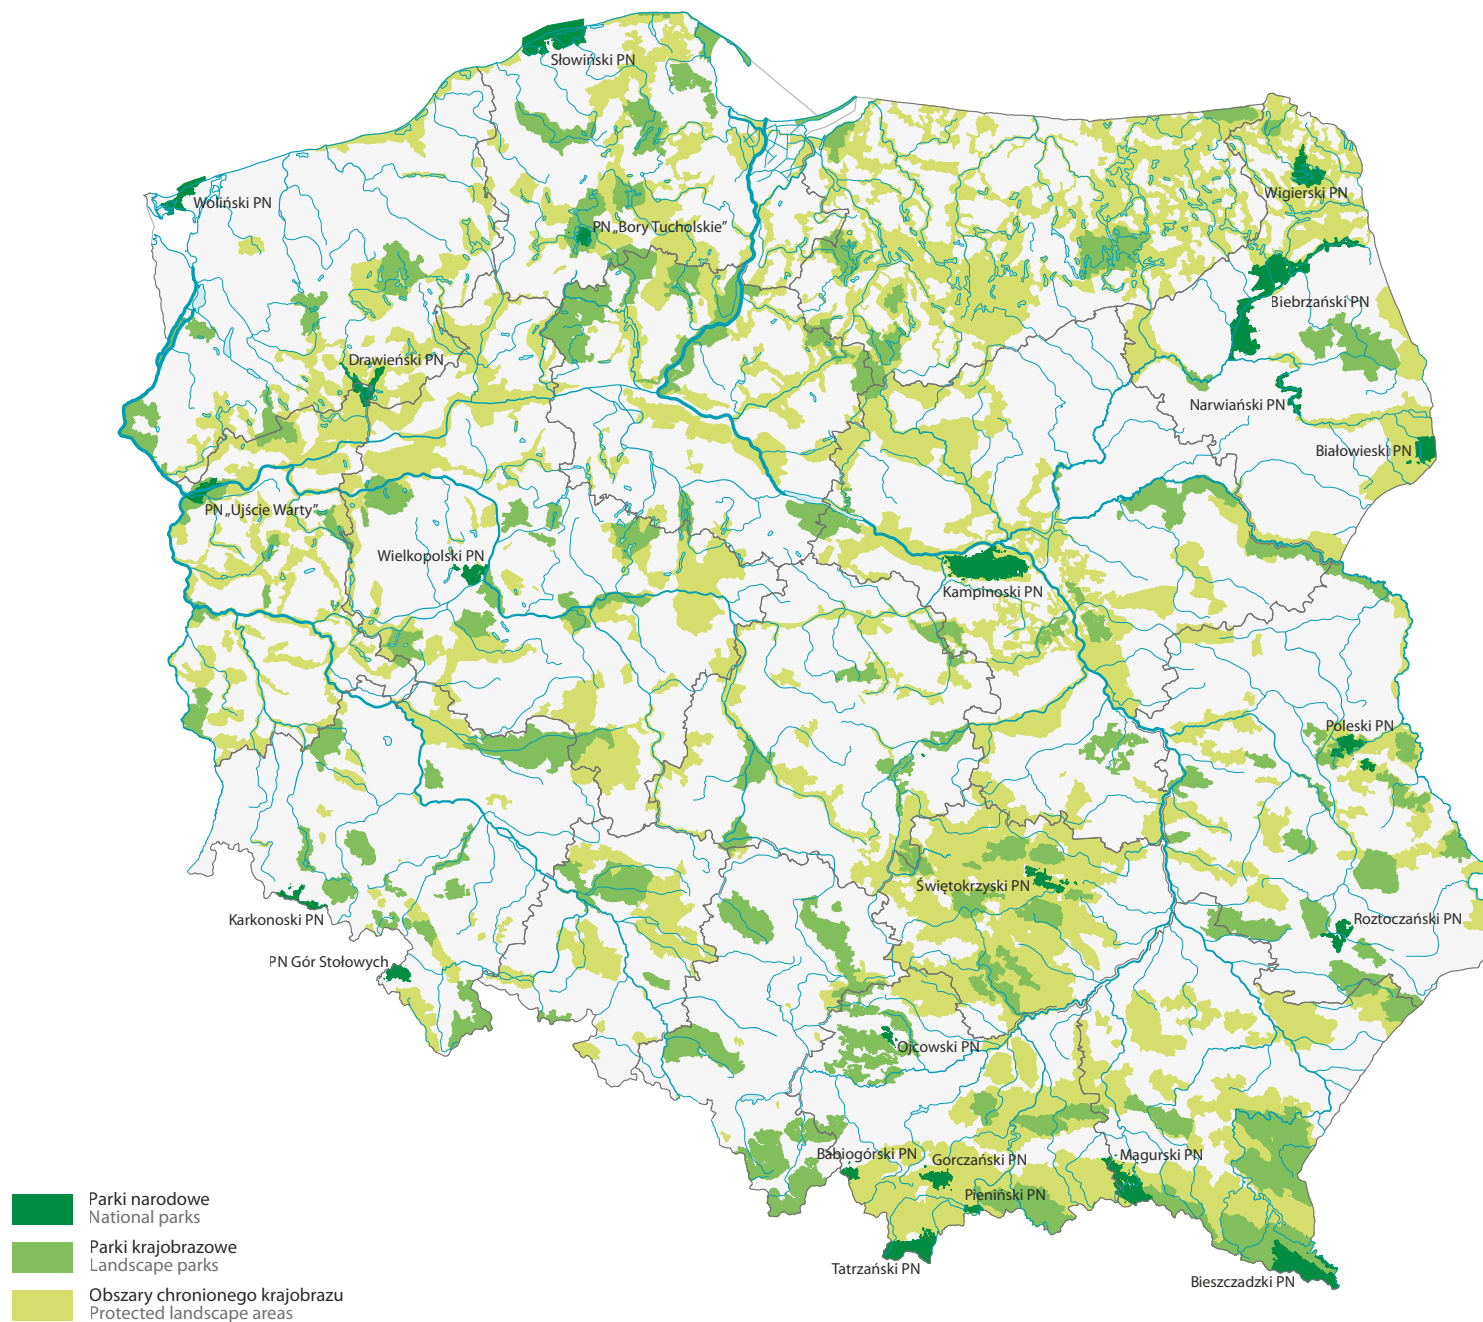 Słowiński PN
Wigierski PN
Woliński PN
PN „Bory Tucholskie”
Biebrzański PN
Drawieński PN
Narwiański PN
Białowieski PN
PN „Ujście Warty”
Wielkopolski PN
Kampinoski PN
Poleski PN
Świętokrzyski PN
Karkonoski PN
Roztoczański PN
PN Gór Stołowych
Ojcowski PN
Babiogórski PN
Gorczański PN
Magurski PN
Pieniński PN
Tatrzański PN
Bieszczadzki PN
Parki narodowe
National parks
Parki krajobrazowe
Landscape parks
Obszary chronionego krajobrazu
Protected landscape areas